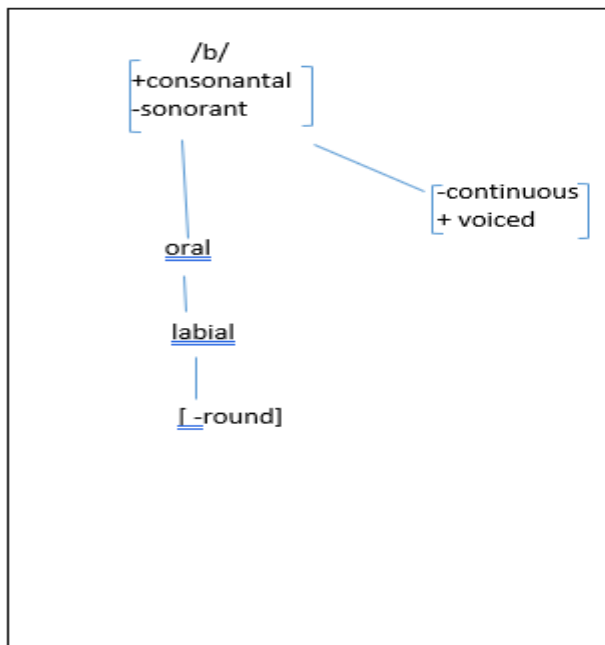 /b/
+consonantal
-sonorant
-continuous
+ voiced
oral
labial
[ -round]